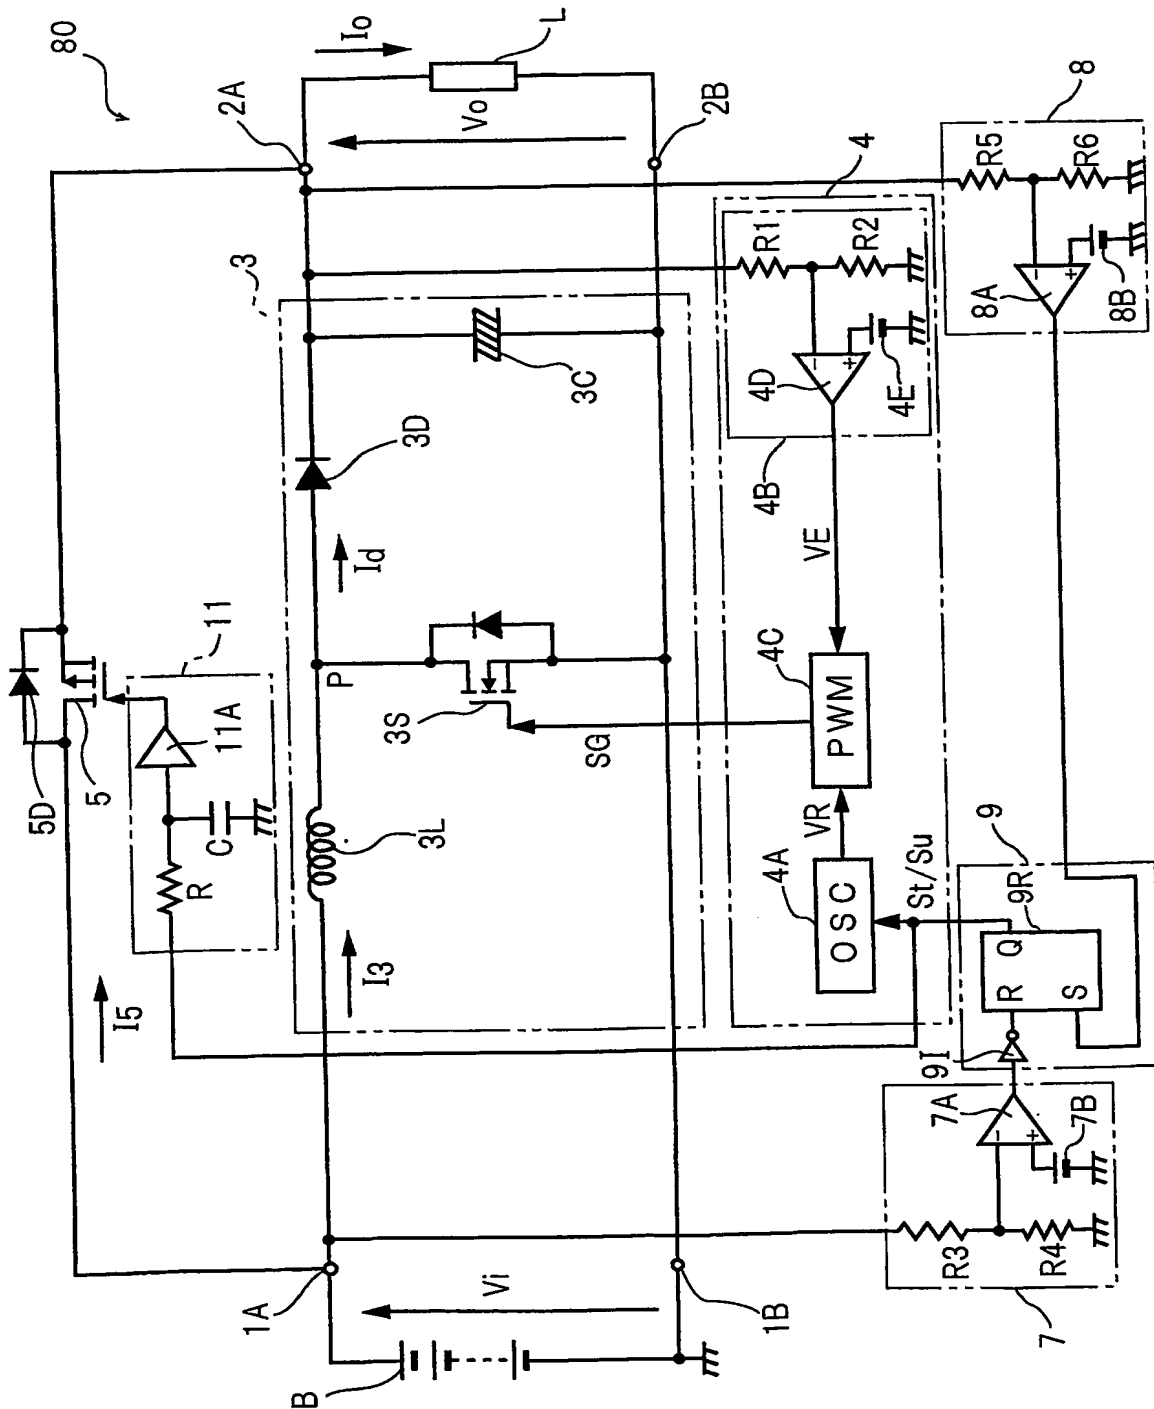 80
Io
L
2A
Vo
2B
5D
5
11
11A
R
C
I5
3
Id
3D
3C
P
3S
SG
3L
I3
1A
Vi
1B
B
4
R1
R2
4D
4E
4B
VE
4C
PWM
VR
4A
OSC
St/Su
8
R5
R6
8A
8B
9
9R
R Q
S
9I
7A
7B
R3
R4
7